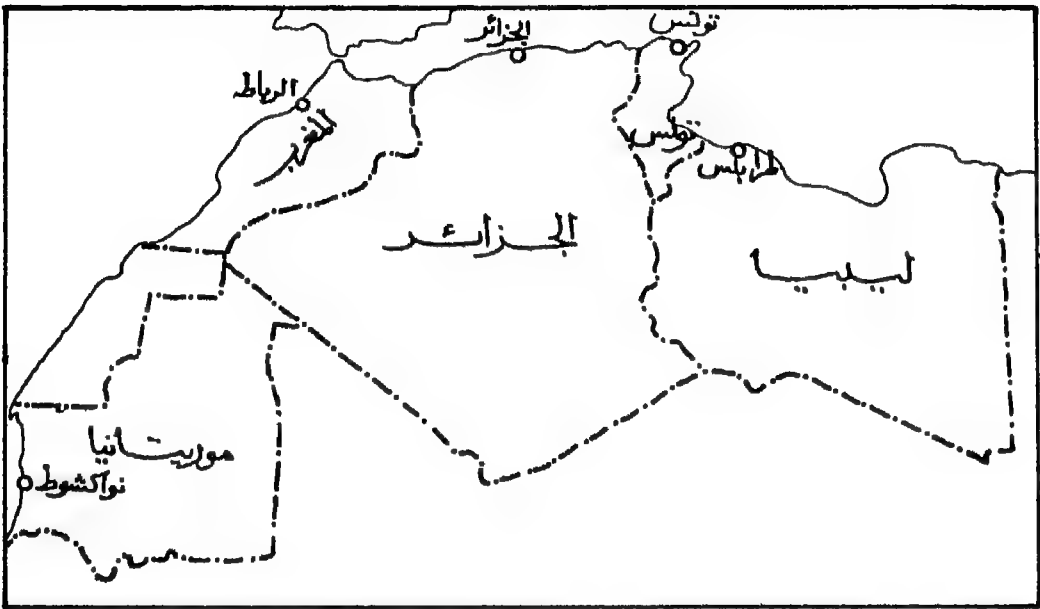 تونس
الجزائر
الرباط
المغرب
تونس
طرابلس
الجزائر
ليبيا
موريتانيا
نواكشوط